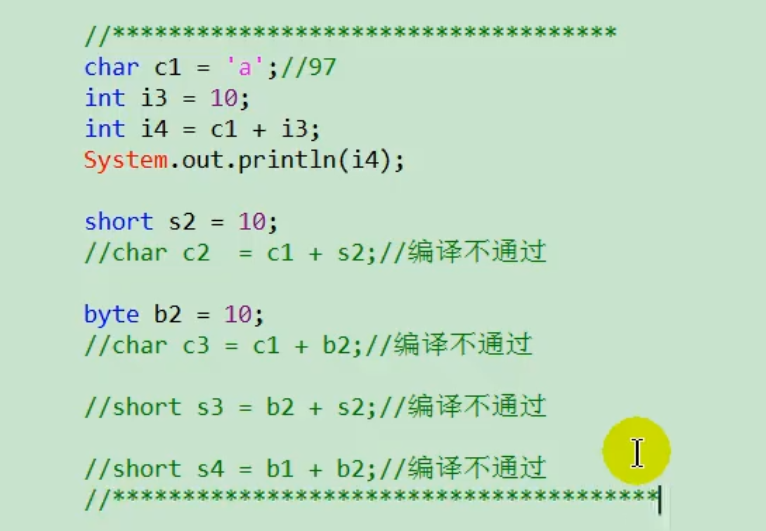 //************************************
char c1 = 'a';//97
int i3 = 10;
int i4 = c1 + i3;
System.out.println(i4);
short s2 = 10;
//char c2  = c1 + s2;//编译不通过
byte b2 = 10;
//char c3 = c1 + b2;//编译不通过
//short s3 = b2 + s2;//编译不通过
//short s4 = b1 + b2;//编译不通过
//***************************************